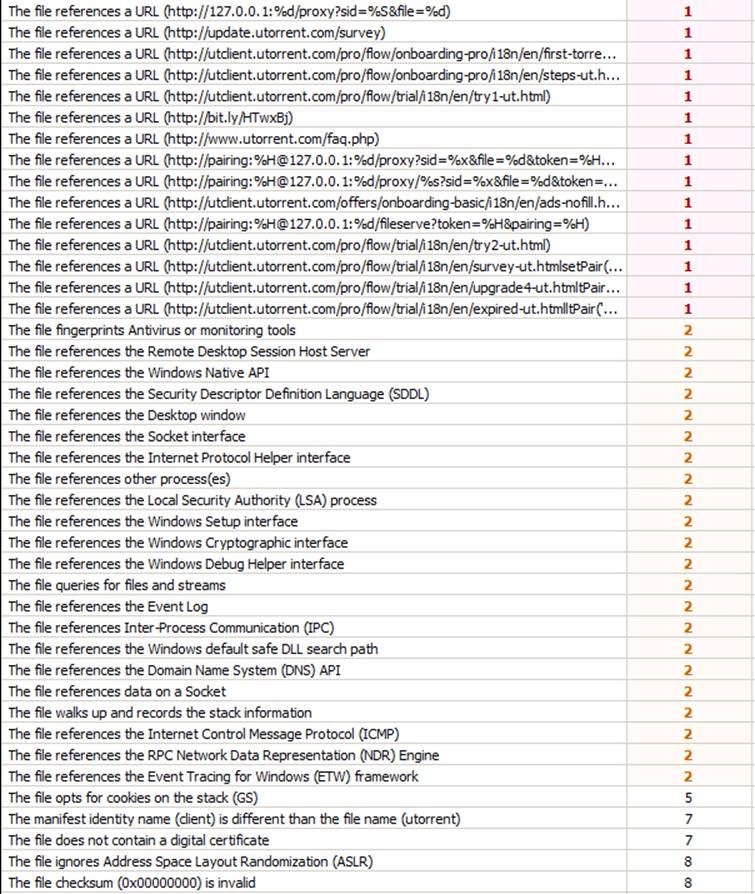 The file references a URL (http://127.0.0.1:%d/proxy?sid=%S&file=%d) 1
The file references a URL (http://update.utorrent.com/survey) 1
The file references a URL (http://utclient.utorrent.com/pro/flow/onboarding-pro/i18n/en/first-torre... 1
The file references a URL (http://utclient.utorrent.com/pro/flow/onboarding-pro/i18n/en/steps-ut.h... 1
The file references a URL (http://utclient.utorrent.com/pro/flow/trial/i18n/en/try1-ut.html) 1
The file references a URL (http://bit.ly/HTwxBj) 1
The file references a URL (http://www.utorrent.com/faq.php) 1
The file references a URL (http://pairing:%H@127.0.0.1:%d/proxy?sid=%x&file=%d&token=%H... 1
The file references a URL (http://pairing:%H@127.0.0.1:%d/proxy/%s?sid=%x&file=%d&token=... 1
The file references a URL (http://utclient.utorrent.com/offers/onboarding-basic/i18n/en/ads-nofill.h... 1
The file references a URL (http://pairing:%H@127.0.0.1:%d/fileserve?token=%H&pairing=%H) 1
The file references a URL (http://utclient.utorrent.com/pro/flow/trial/i18n/en/try2-ut.html) 1
The file references a URL (http://utclient.utorrent.com/pro/flow/trial/i18n/en/survey-ut.htmlsetPair(... 1
The file references a URL (http://utclient.utorrent.com/pro/flow/trial/i18n/en/upgrade4-ut.htmltPair... 1
The file references a URL (http://utclient.utorrent.com/pro/flow/trial/i18n/en/expired-ut.htmlltPair('... 1
The file fingerprints Antivirus or monitoring tools 2
The file references the Remote Desktop Session Host Server 2
The file references the Windows Native API 2
The file references the Security Descriptor Definition Language (SDDL) 2
The file references the Desktop window 2
The file references the Socket interface 2
The file references the Internet Protocol Helper interface 2
The file references other process(es) 2
The file references the Local Security Authority (LSA) process 2
The file references the Windows Setup interface 2
The file references the Windows Cryptographic interface 2
The file references the Windows Debug Helper interface 2
The file queries for files and streams 2
The file references the Event Log 2
The file references Inter-Process Communication (IPC) 2
The file references the Windows default safe DLL search path 2
The file references the Domain Name System (DNS) API 2
The file references data on a Socket 2
The file walks up and records the stack information 2
The file references the Internet Control Message Protocol (ICMP) 2
The file references the RPC Network Data Representation (NDR) Engine 2
The file references the Event Tracing for Windows (ETW) framework 2
The file opts for cookies on the stack (GS) 5
The manifest identity name (client) is different than the file name (utorrent) 7
The file does not contain a digital certificate 7
The file ignores Address Space Layout Randomization (ASLR) 8
The file checksum (0x00000000) is invalid 8